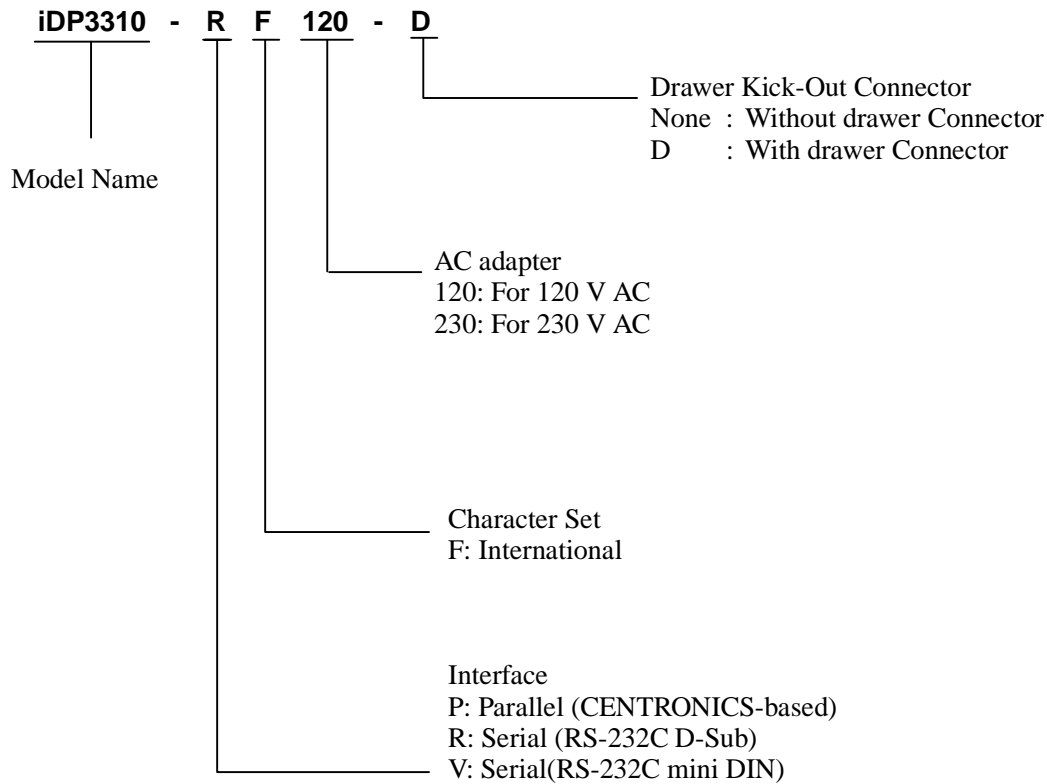 iDP3310 - R F 120 - D
Drawer Kick-Out Connector
None : Without drawer Connector
D : With drawer Connector
Model Name
AC adapter
120: For 120 V AC
230: For 230 V AC
Character Set
F: International
Interface
P: Parallel (CENTRONICS-based)
R: Serial (RS-232C D-Sub)
V: Serial(RS-232C mini DIN)